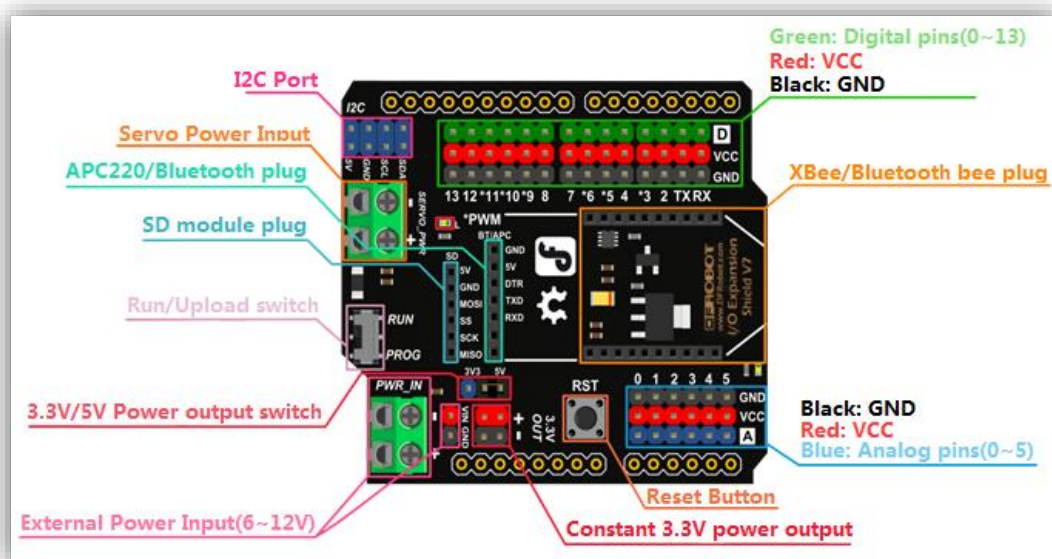 Green: Digital pins(0~13)
Red: VCC
Black: GND
I2C Port
Servo Power Input
APC220/Bluetooth plug
SD module plug
Run/Upload switch
3.3V/5V Power output switch
External Power Input(6~12V)
XBee/Bluetooth bee plug
Black: GND
Red: VCC
Blue: Analog pins(0~5)
Reset Button
Constant 3.3V power output
I2C
5V
GND
SCL
SDA
D
VCC
GND
13 12 *11 *10 *9 8 7 *6 *5 4 *3 2 TX RX
SERVO_PWR
-
+
*PWM
L
BT/APC
GND
5V
DTR
TXD
RXD
SD
5V
GND
MOSI
SS
SCK
MISO
RUN
PROG
DFROBOT
www.DFRobot.com
I/O Expansion
Shield V7
3V3 5V
PWR_IN
-
+
VIN
GND
+
-
3.3V
OUT
RST
0 1 2 3 4 5
GND
VCC
A